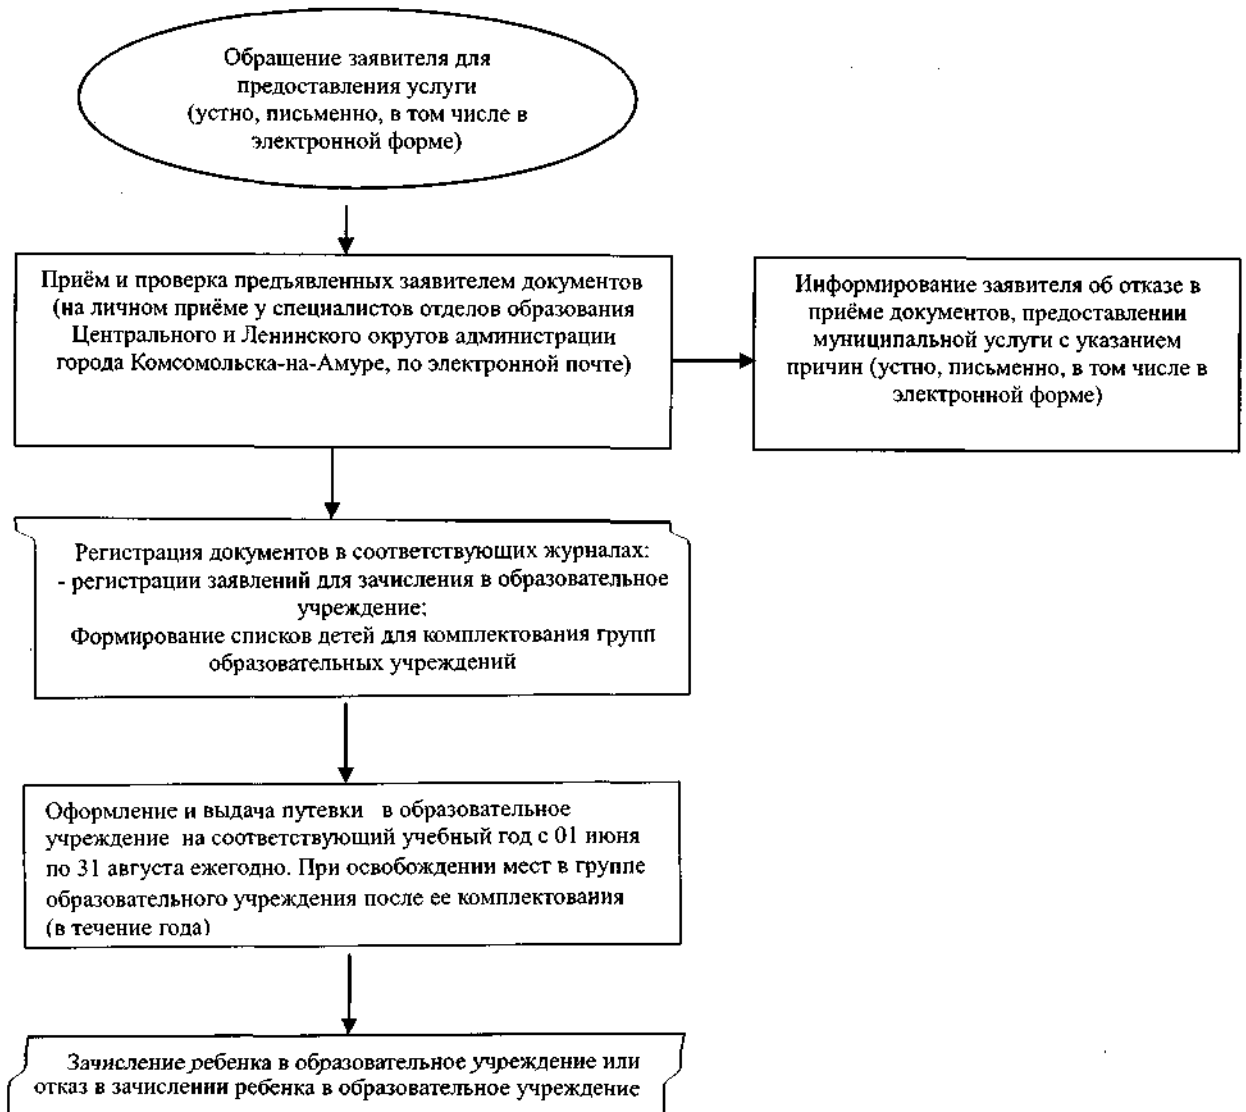 Обращение заявителя для
предоставления услуги
(устно, письменно, в том числе в
электронной форме)
Приём и проверка предъявленных заявителем документов
(на личном приёме у специалистов отделов образования
Центрального и Ленинского округов администрации
города Комсомольска-на-Амуре, по электронной почте)
Информирование заявителя об отказе в
приёме документов, предоставлении
муниципальной услуги с указанием
причин (устно, письменно, в том числе в
электронной форме)
Регистрация документов в соответствующих журналах:
- регистрации заявлений для зачисления в образовательное
учреждение;
Формирование списков детей для комплектования групп
образовательных учреждений
Оформление и выдача путевки в образовательное
учреждение на соответствующий учебный год с 01 июня
по 31 августа ежегодно. При освобождении мест в группе
образовательного учреждения после ее комплектования
(в течение года)
Зачисление ребенка в образовательное учреждение или
отказ в зачислении ребенка в образовательное учреждение